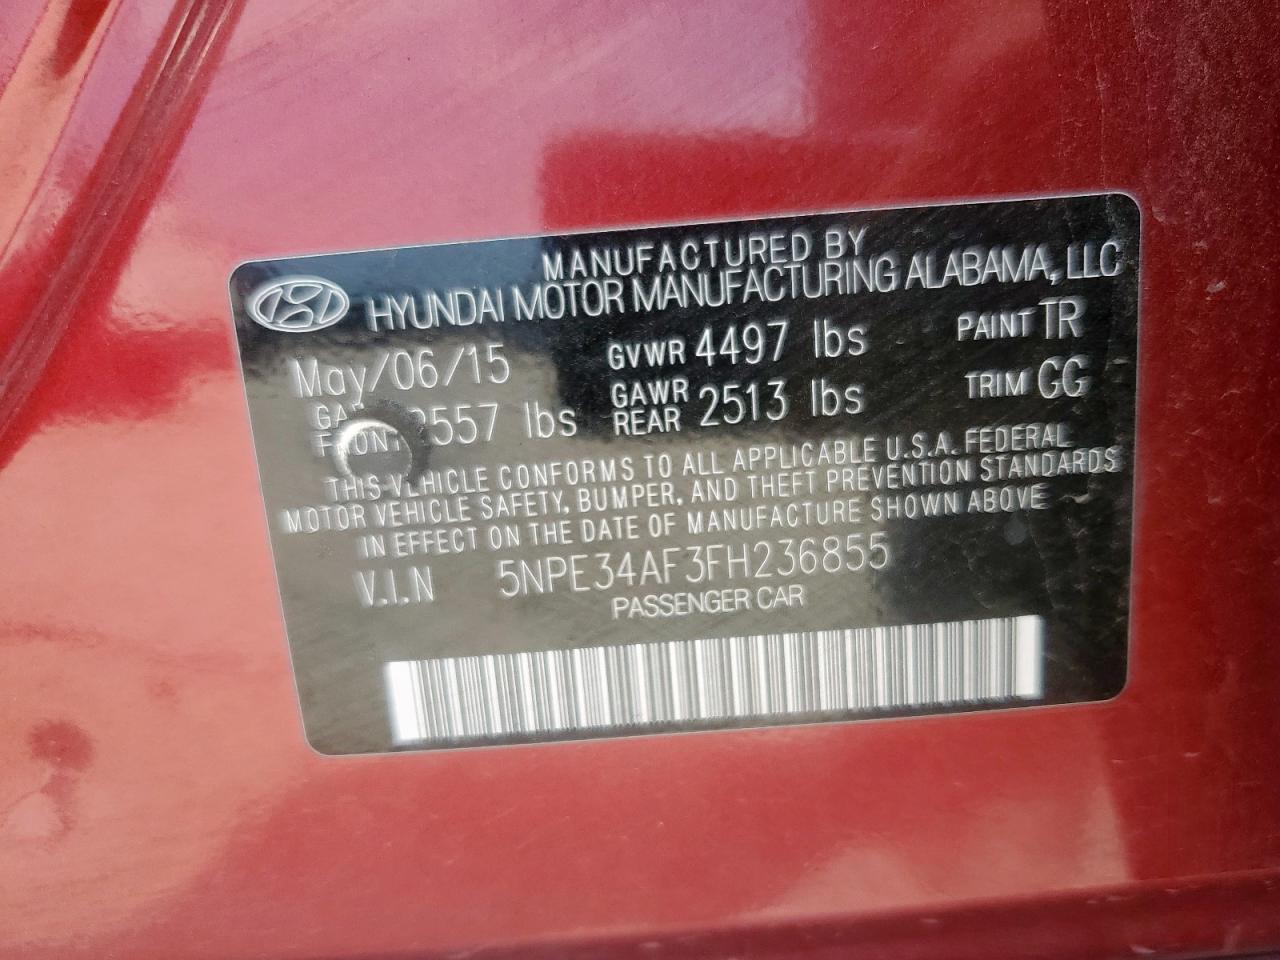 MANUFACTURED BY
HYUNDAI MOTOR MANUFACTURING ALABAMA, LLC
May/06/15 GVWR 4497 lbs PAINT TR
557 lbs GAWR REAR 2513 lbs TRIM GG
FRONT
THIS VEHICLE CONFORMS TO ALL APPLICABLE U.S.A. FEDERAL
MOTOR VEHICLE SAFETY, BUMPER, AND THEFT PREVENTION STANDARDS
IN EFFECT ON THE DATE OF MANUFACTURE SHOWN ABOVE
V.I.N 5NPE34AF3FH236855
PASSENGER CAR